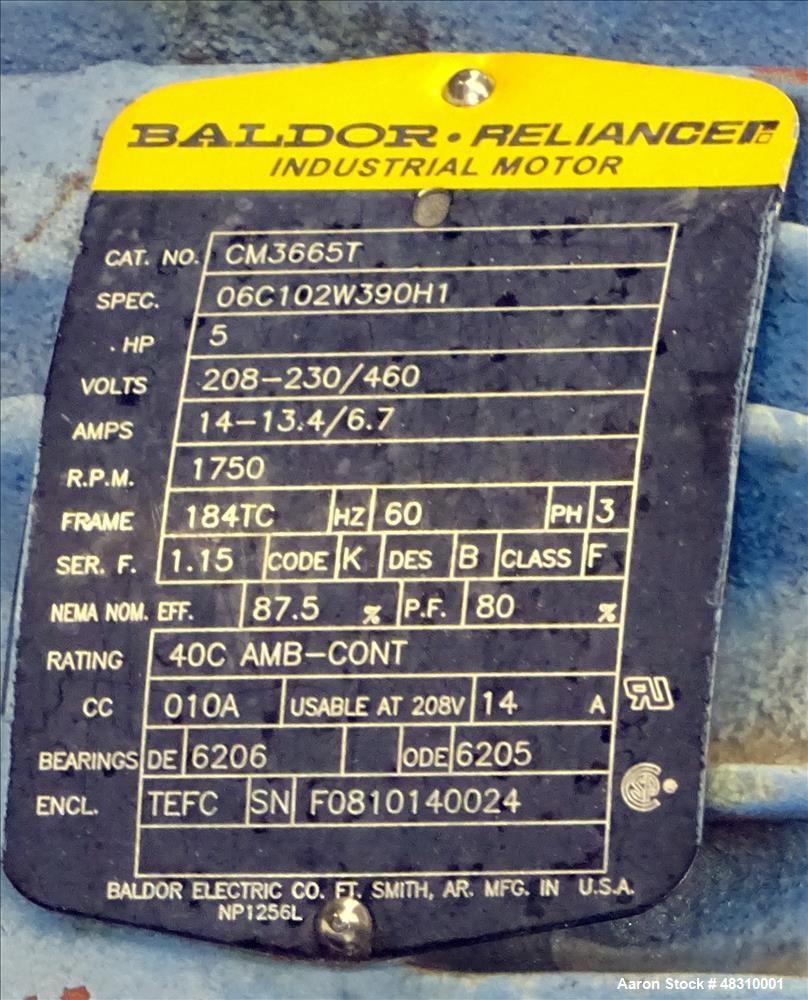 BALDOR · RELIANCE
INDUSTRIAL MOTOR
CAT. NO. CM3665T
SPEC. 06C102W390H1
HP 5
VOLTS 208-230/460
AMPS 14-13.4/6.7
R.P.M. 1750
FRAME 184TC HZ 60 PH 3
SER. F. 1.15 CODE K DES B CLASS F
NEMA NOM. EFF. 87.5 % P.F. 80 %
RATING 40C AMB-CONT
CC 010A USABLE AT 208V 14 A
BEARINGS DE 6206 ODE 6205
ENCL. TEFC SN F0810140024
BALDOR ELECTRIC CO. FT. SMITH, AR. MFG. IN U.S.A.
NP1256L
Aaron Stock # 48310001